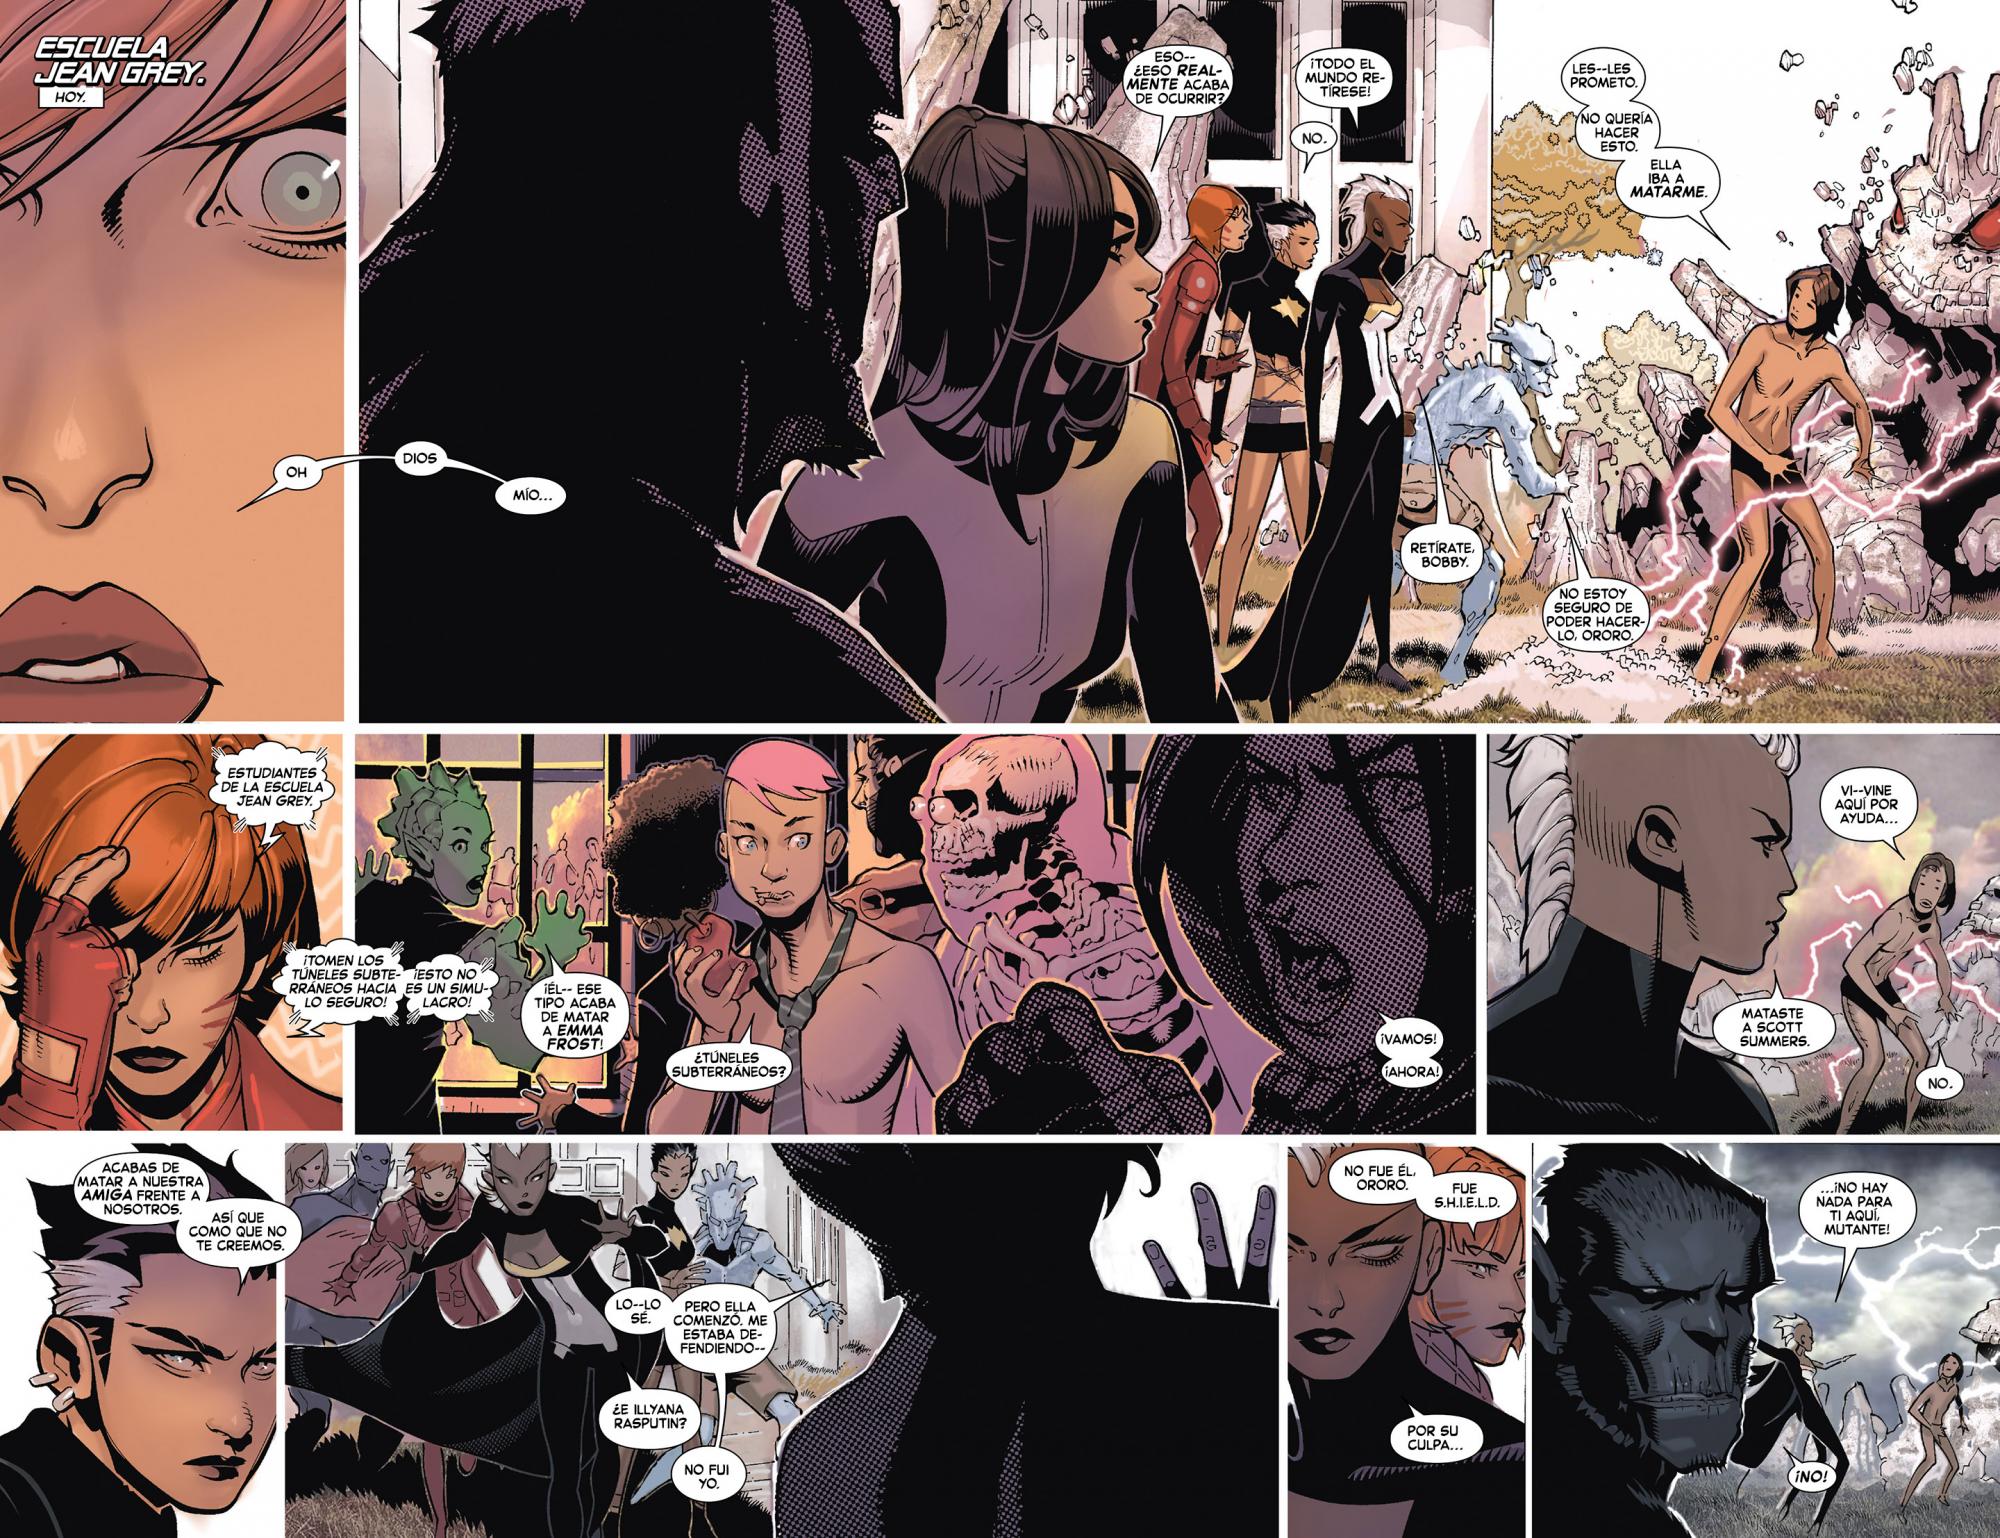 ESCUELA
JEAN GREY.
HOY.
OH
DIOS
MÍO...
ESO--
¿ESO REAL-
MENTE ACABA
DE OCURRIR?
¡TODO EL
MUNDO RE-
TÍRESE!
NO.
LES--LES
PROMETO.
NO QUERÍA
HACER
ESTO.
ELLA
IBA A
MATARME.
RETÍRATE,
BOBBY.
NO ESTOY
SEGURO DE
PODER HACER-
LO, ORORO.
ESTUDIANTES
DE LA ESCUELA
JEAN GREY.
¡TOMEN LOS
TÚNELES SUBTE-
RRÁNEOS HACIA
LO SEGURO!
¡ESTO NO
ES UN SIMU-
LACRO!
¡ÉL-- ESE
TIPO ACABA
DE MATAR
A EMMA
FROST!
¿TÚNELES
SUBTERRÁNEOS?
¡VAMOS!
¡AHORA!
VI--VINE
AQUÍ POR
AYUDA...
MATASTE
A SCOTT
SUMMERS.
NO.
ACABAS DE
MATAR A NUESTRA
AMIGA FRENTE A
NOSOTROS.
ASÍ QUE
COMO QUE NO
TE CREEMOS.
LO--LO
SÉ.
PERO ELLA
COMENZÓ. ME
ESTABA DE-
FENDIENDO--
¿E ILLYANA
RASPUTIN?
NO FUI
YO.
NO FUE ÉL,
ORORO.
FUE
S.H.I.E.L.D.
POR SU
CULPA...
...¡NO HAY
NADA PARA
TI AQUÍ,
MUTANTE!
¡NO!